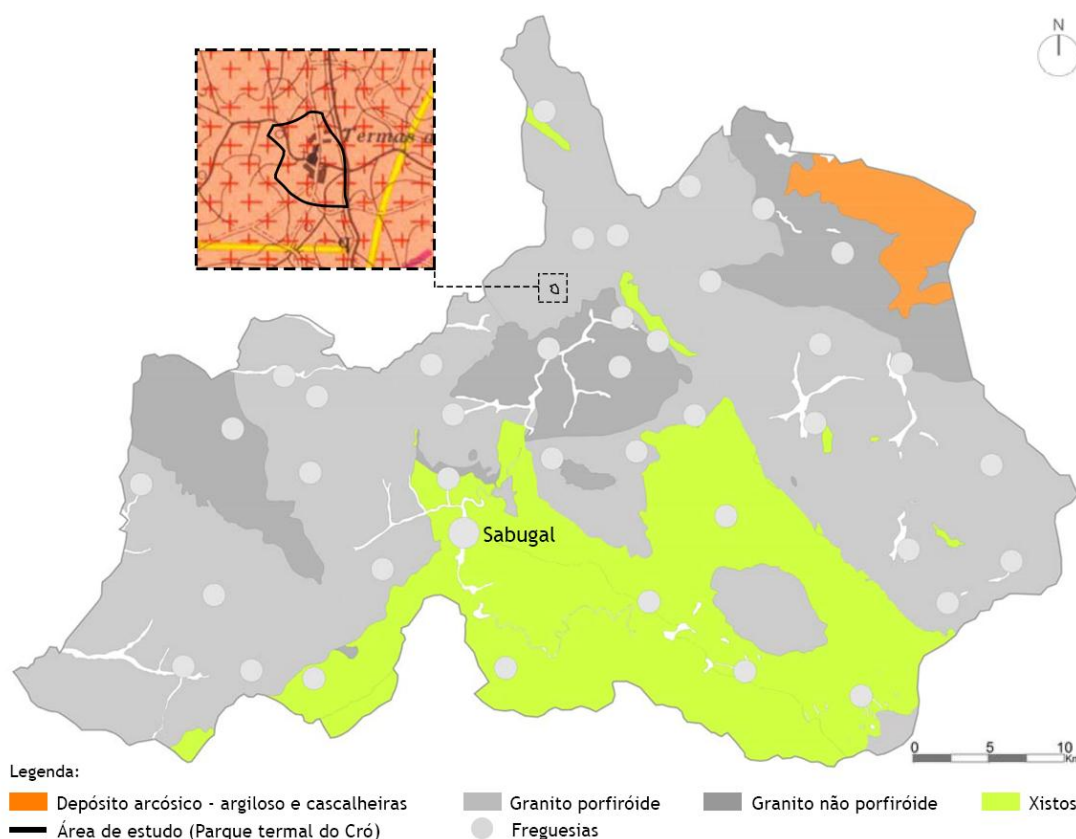 N
Termas
q
Sabugal
0 5 10
Km
Legenda:
Depósito arcósico - argiloso e cascalheiras
Granito porfiróide
Granito não porfiróide
Xistos
Área de estudo (Parque termal do Cró)
Freguesias